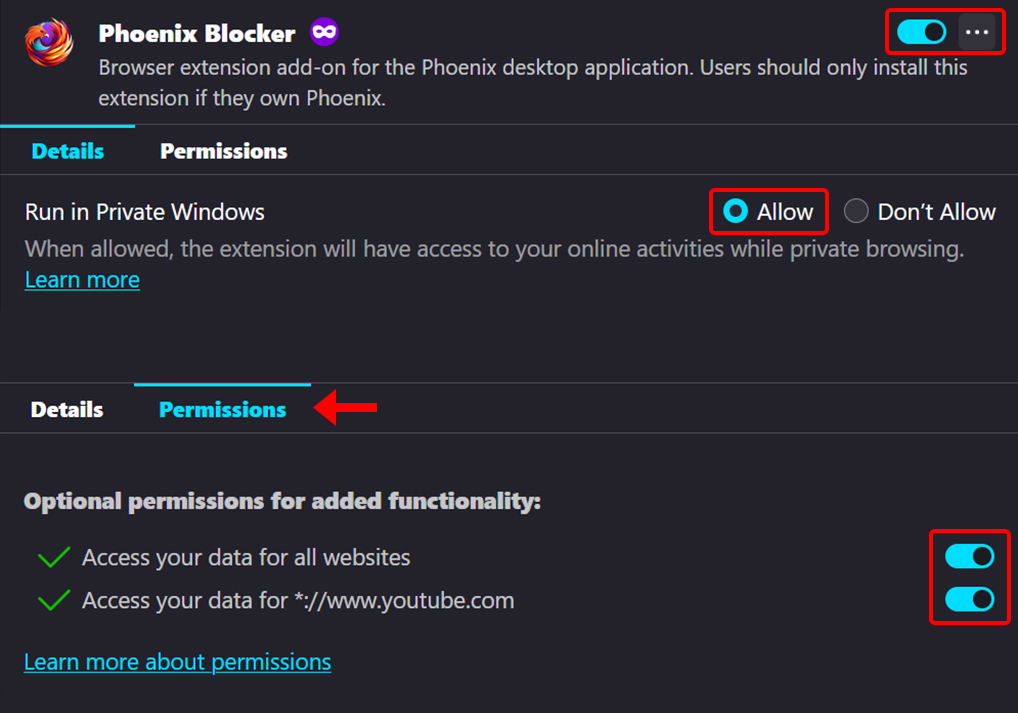 Phoenix Blocker
Browser extension add-on for the Phoenix desktop application. Users should only install this
extension if they own Phoenix.
Details Permissions
Run in Private Windows Allow Don’t Allow
When allowed, the extension will have access to your online activities while private browsing.
Learn more
Details Permissions
Optional permissions for added functionality:
Access your data for all websites
Access your data for *://www.youtube.com
Learn more about permissions